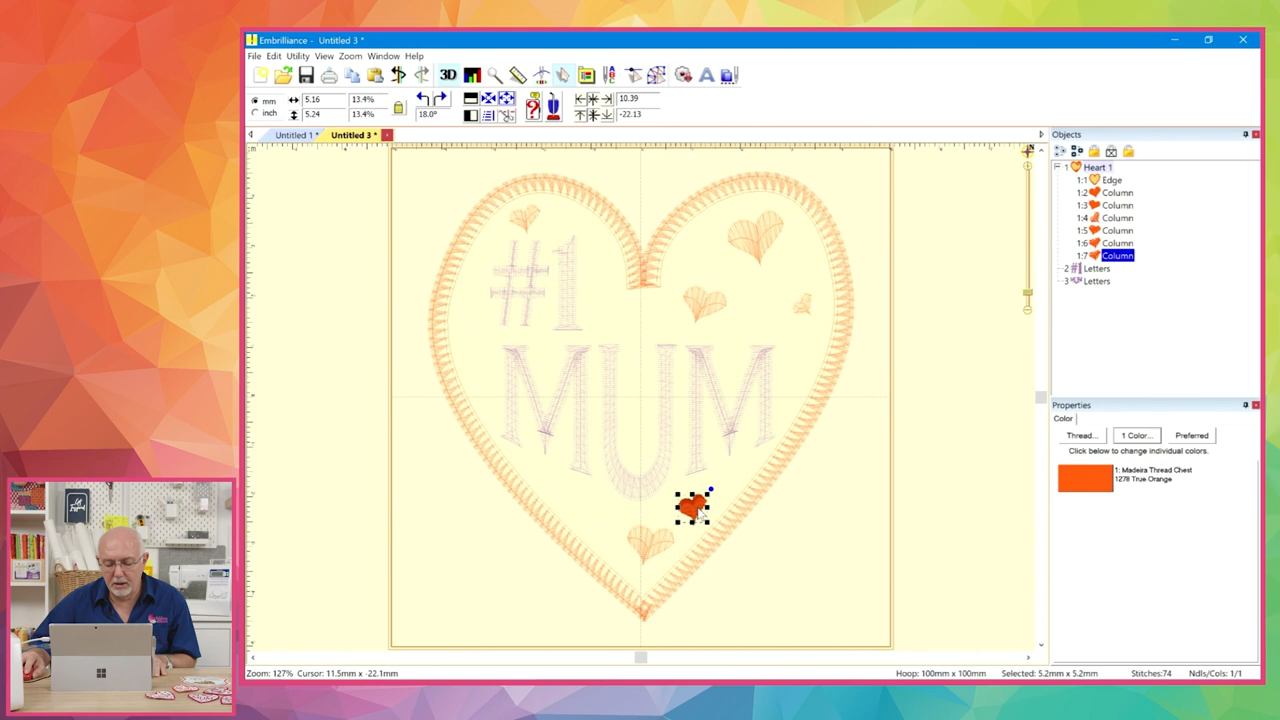 Embrilliance - Untitled 3 *
File Edit Utility View Zoom Window Help
3D
mm 5.16 13.4% 10.39
inch 5.24 13.4% 18.0° -22.13
Untitled 1 * Untitled 3 *
Objects
1 Heart 1
1:1 Edge
1:2 Column
1:3 Column
1:4 Column
1:5 Column
1:6 Column
1:7 Column
2 #1 Letters
3 Letters
#1
MUM
Properties
Color
Thread... 1 Color... Preferred
Click below to change individual colors.
1: Madeira Thread Chest
1278 True Orange
Zoom: 127% Cursor: 11.5mm x -22.1mm Hoop: 100mm x 100mm Selected: 5.2mm x 5.2mm Stitches:74 Ndls/Cols: 1/1